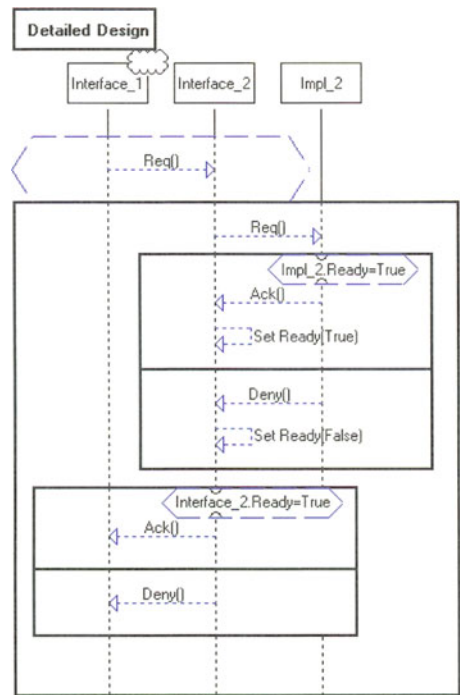 Detailed Design
Interface_1 Interface_2 Impl_2
Req()
Req()
Impl_2.Ready=True
Ack()
Set Ready(True)
Deny()
Set Ready(False)
Interface_2.Ready=True
Ack()
Deny()